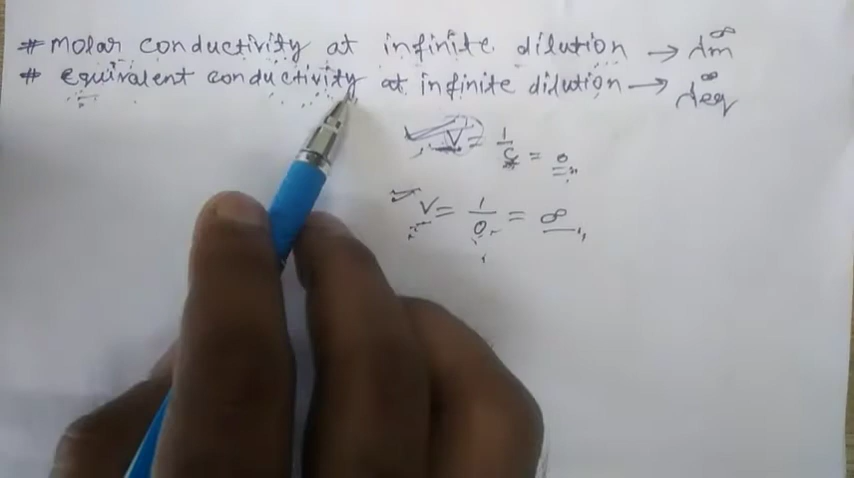 # molar conductivity at infinite dilution → λm∞
# equivalent conductivity at infinite dilution → λeq∞
V = 1/C = 0
V = 1/0 = ∞